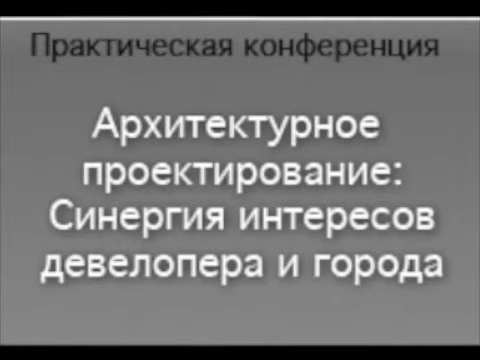 Практическая конференция
Архитектурное
проектирование:
Синергия интересов
девелопера и города